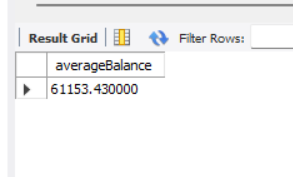 Result Grid Filter Rows:
averageBalance
61153.430000